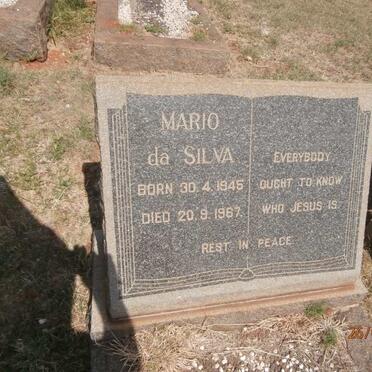 MARIO
da SILVA
BORN 30.4.1945
DIED 20.9.1967.
EVERYBODY
OUGHT TO KNOW
WHO JESUS IS.
REST IN PEACE